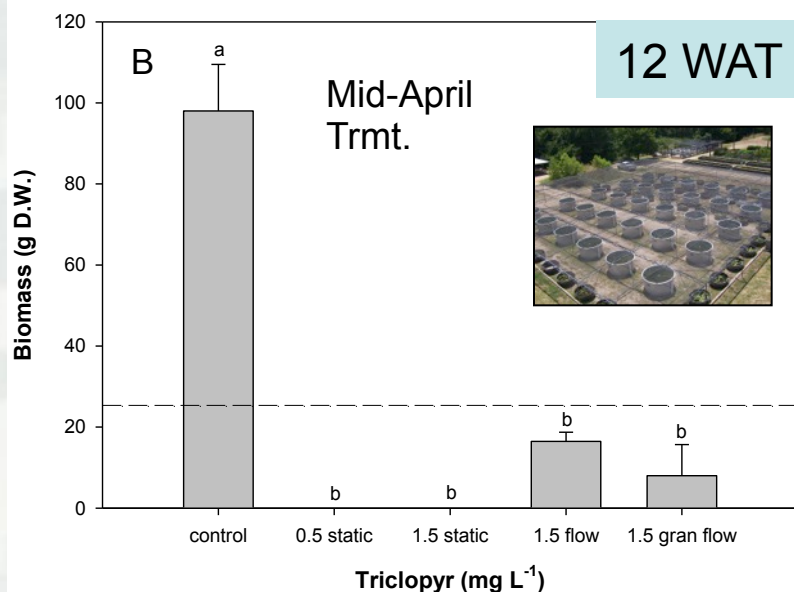 12 WAT
B
Mid-April
Trmt.
Biomass (g D.W.)
120
100
80
60
40
20
0
a
b
b
b
b
control
0.5 static
1.5 static
1.5 flow
1.5 gran flow
Triclopyr (mg L⁻¹)